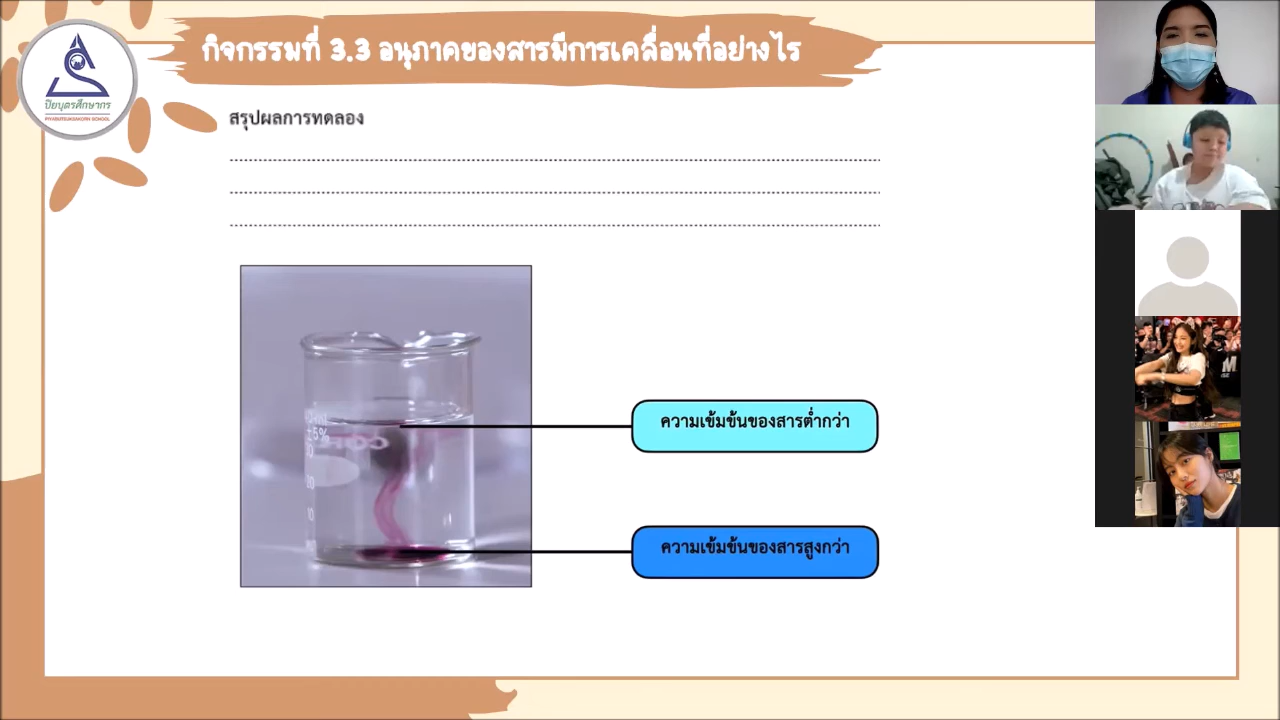 กิจกรรมที่ 3.3 อนุภาคของสารมีการเคลื่อนที่อย่างไร
ปิยบุตรศึกษากร
PIYABUTSUKSAKORN SCHOOL
สรุปผลการทดลอง
ความเข้มข้นของสารต่ำกว่า
±5%
20
10
ความเข้มข้นของสารสูงกว่า
M